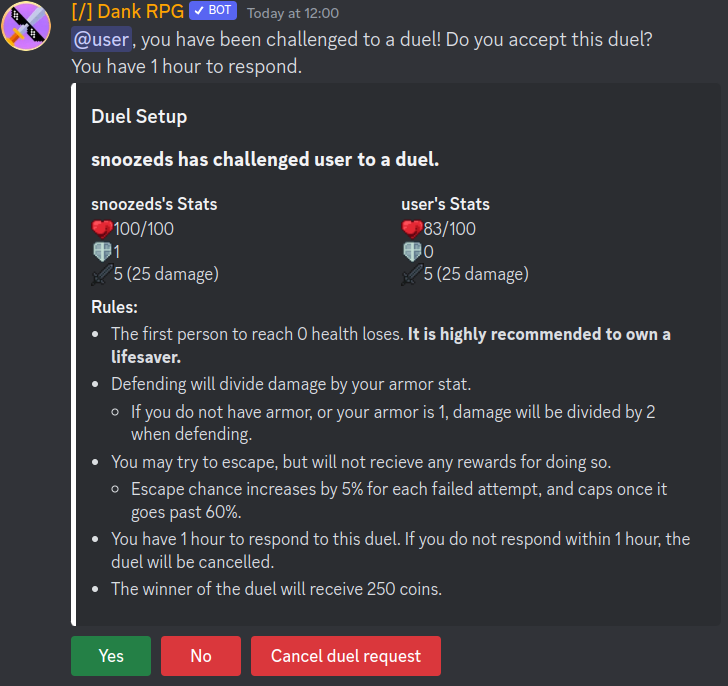 [/] Dank RPG ✓ BOT Today at 12:00
@user, you have been challenged to a duel! Do you accept this duel?
You have 1 hour to respond.
Duel Setup
snoozeds has challenged user to a duel.
snoozeds's Stats
100/100
1
5 (25 damage)
user's Stats
83/100
0
5 (25 damage)
Rules:
• The first person to reach 0 health loses. It is highly recommended to own a
lifesaver.
• Defending will divide damage by your armor stat.
◦ If you do not have armor, or your armor is 1, damage will be divided by 2
when defending.
• You may try to escape, but will not recieve any rewards for doing so.
◦ Escape chance increases by 5% for each failed attempt, and caps once it
goes past 60%.
• You have 1 hour to respond to this duel. If you do not respond within 1 hour, the
duel will be cancelled.
• The winner of the duel will receive 250 coins.
Yes No Cancel duel request